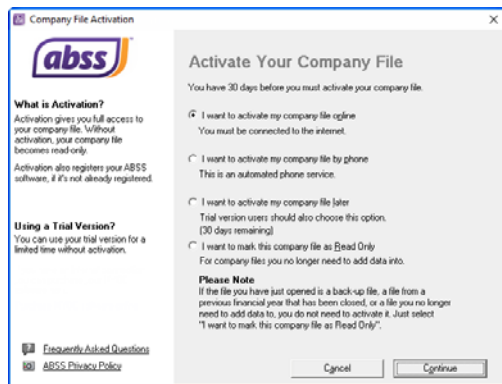 Company File Activation
abss
What is Activation?
Activation gives you full access to
your company file. Without
activation, your company file
becomes read-only.
Activation also registers your ABSS
software, if it's not already registered.
Using a Trial Version?
You can use your trial version for a
limited time without activation.
Frequently Asked Questions
ABSS Privacy Policy
Activate Your Company File
You have 30 days before you must activate your company file.
I want to activate my company file online
You must be connected to the internet.
I want to activate my company file by phone
This is an automated phone service.
I want to activate my company file later
Trial version users should also choose this option.
(30 days remaining)
I want to mark this company file as Read Only
For company files you no longer need to add data into.
Please Note
If the file you have just opened is a back-up file, a file from a
previous financial year that has been closed, or a file you no longer
need to add data to, you do not need to activate it. Just select
"I want to mark this company file as Read Only".
Cancel
Continue